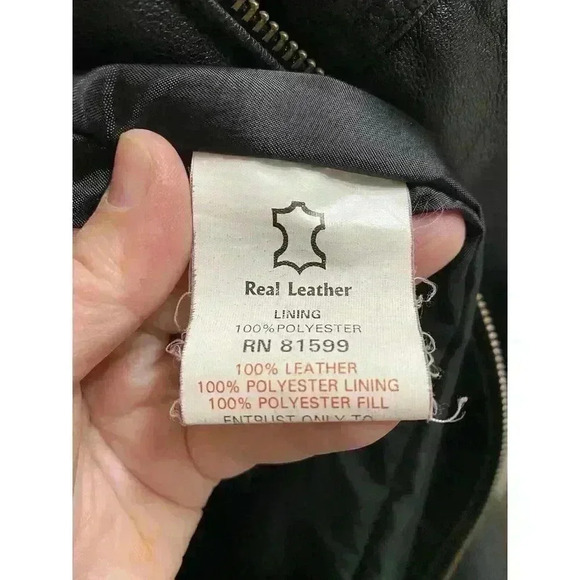 Real Leather
LINING
100%POLYESTER
RN 81599
100% LEATHER
100% POLYESTER LINING
100% POLYESTER FILL
ENTRUST ONLY TO